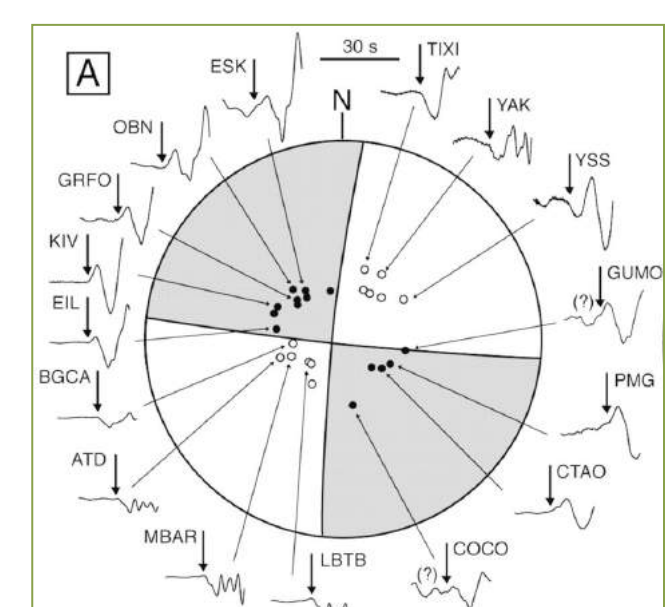 A
30 s
TIXI
ESK
N
YAK
OBN
YSS
GRFO
KIV
GUMO
(?)
EIL
BGCA
PMG
ATD
CTAO
MBAR
LBTB
COCO
(?)